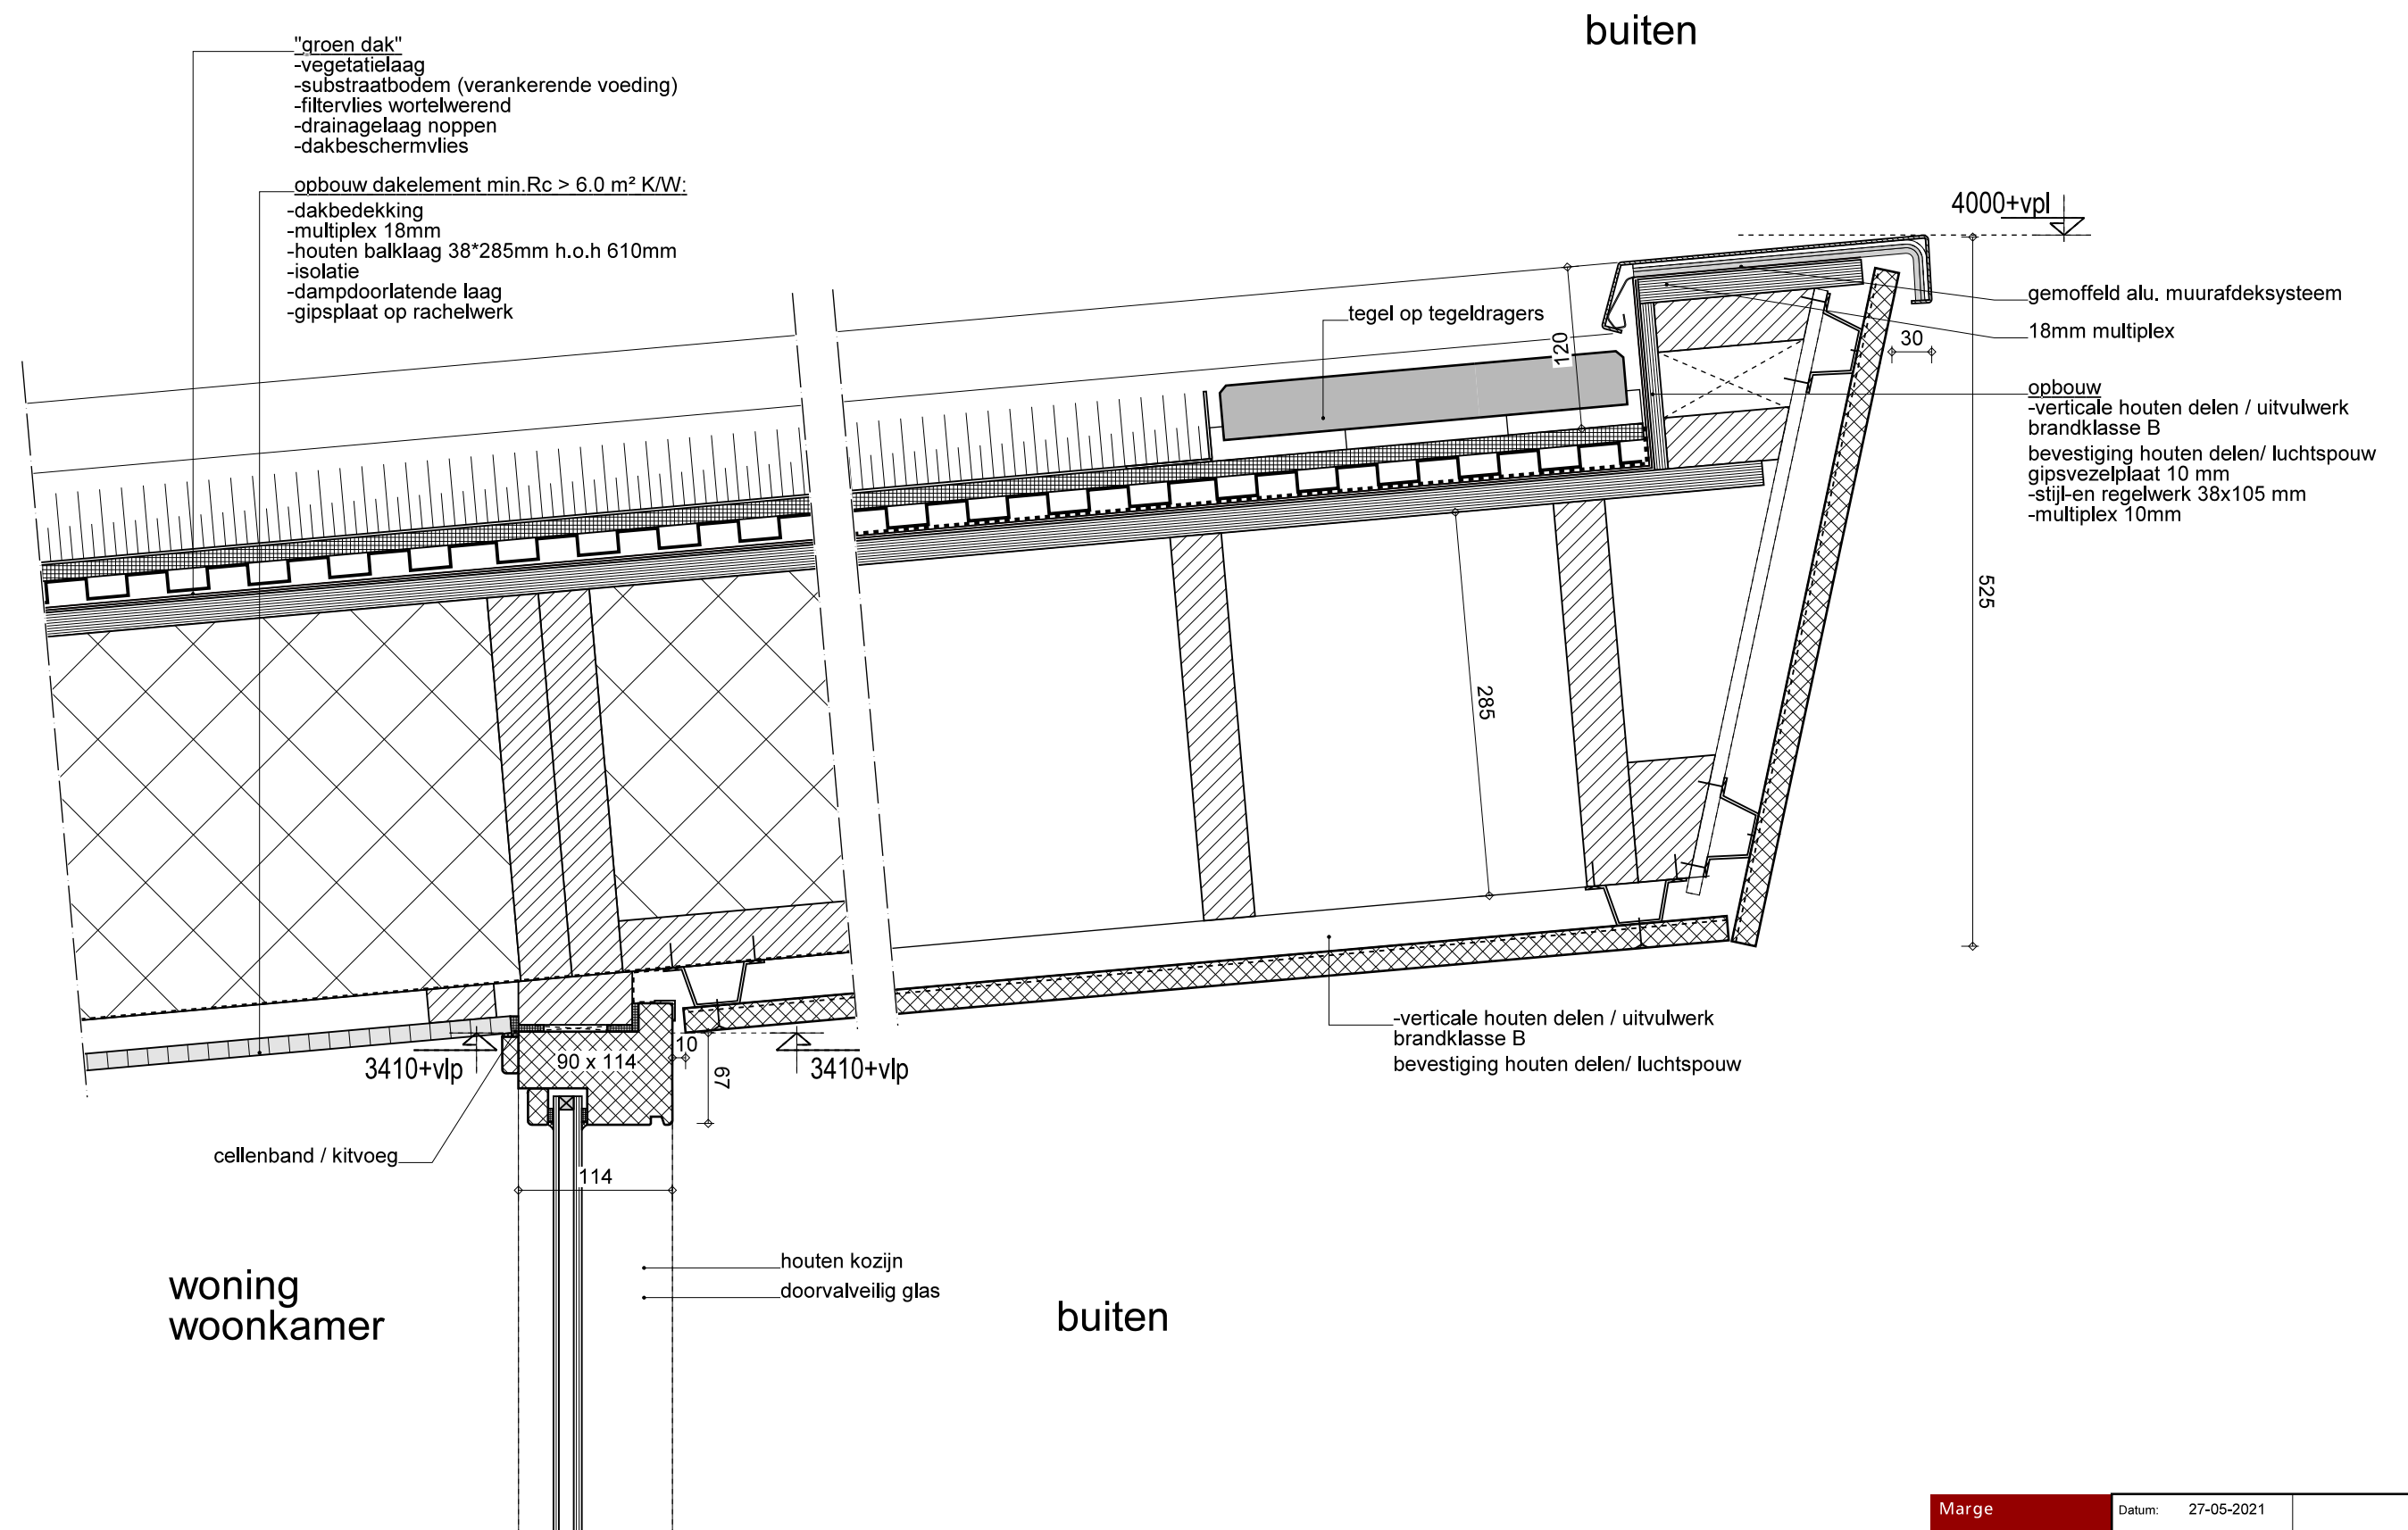 buiten
"groen dak"
-vegetatielaag
-substraatbodem (verankerende voeding)
-filtervlies wortelwerend
-drainagelaag noppen
-dakbeschermvlies
opbouw dakelement min.Rc > 6.0 m² K/W:
-dakbedekking
-multiplex 18mm
-houten balklaag 38*285mm h.o.h 610mm
-isolatie
-dampdoorlatende laag
-gipsplaat op rachelwerk
4000+vpl
tegel op tegeldragers
120
gemoffeld alu. muurafdeksysteem
18mm multiplex
30
opbouw
-verticale houten delen / uitvulwerk
brandklasse B
bevestiging houten delen/ luchtspouw
gipsvezelplaat 10 mm
-stijl-en regelwerk 38x105 mm
-multiplex 10mm
525
285
-verticale houten delen / uitvulwerk
brandklasse B
bevestiging houten delen/ luchtspouw
3410+vlp
90 x 114
10
67
3410+vlp
cellenband / kitvoeg
114
houten kozijn
doorvalveilig glas
woning
woonkamer
buiten
Marge
Datum: 27-05-2021